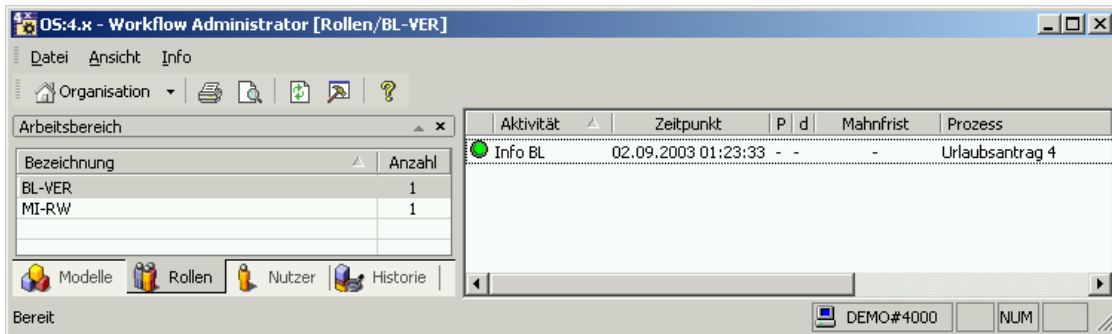 OS:4.x - Workflow Administrator [Rollen/BL-VER]
Datei Ansicht Info
Organisation
Arbeitsbereich
Bezeichnung Anzahl
BL-VER 1
MI-RW 1
Modelle Rollen Nutzer Historie
Aktivität Zeitpunkt P d Mahnfrist Prozess
Info BL 02.09.2003 01:23:33 - - - Urlaubsantrag 4
Bereit DEMO#4000 NUM